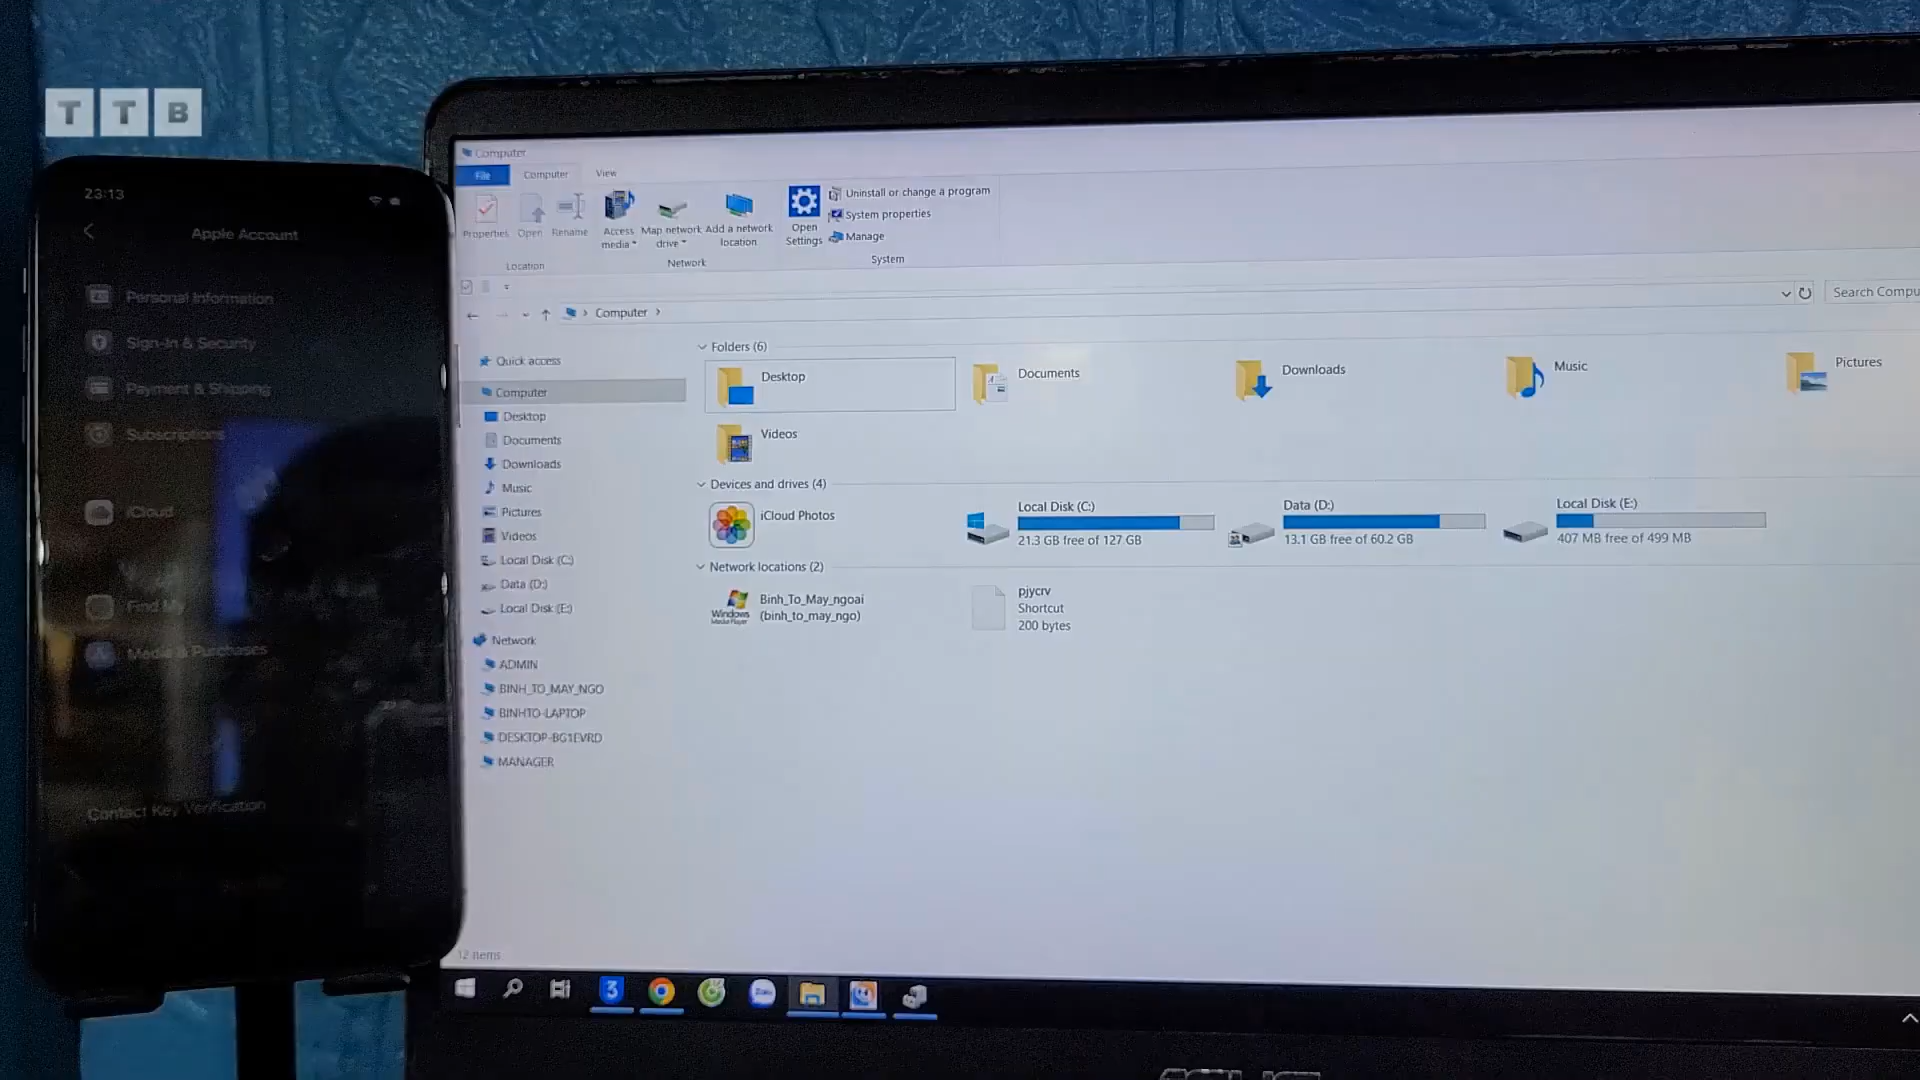 TTB
23:13
Apple Account
Personal Information
Sign-In & Security
Payment & Shipping
Subscriptions
iCloud
Find My
Media & Purchases
Contact Key Verification
Computer
File
Computer
View
Properties
Open
Rename
Access media
Map network drive
Add a network location
Open Settings
Uninstall or change a program
System properties
Manage
Location
Network
System
Computer
Search Compu
Quick access
Computer
Desktop
Documents
Downloads
Music
Pictures
Videos
Local Disk (C:)
Data (D:)
Local Disk (E:)
Network
ADMIN
BINH_TO_MAY_NGO
BINHTO-LAPTOP
DESKTOP-BG1EVRD
MANAGER
Folders (6)
Desktop
Documents
Downloads
Music
Pictures
Videos
Devices and drives (4)
iCloud Photos
Local Disk (C:)
21.3 GB free of 127 GB
Data (D:)
13.1 GB free of 60.2 GB
Local Disk (E:)
407 MB free of 499 MB
Network locations (2)
Windows Media Player
Binh_To_May_ngoai
(binh_to_may_ngo)
pjycrv
Shortcut
200 bytes
12 items
3
Zalo